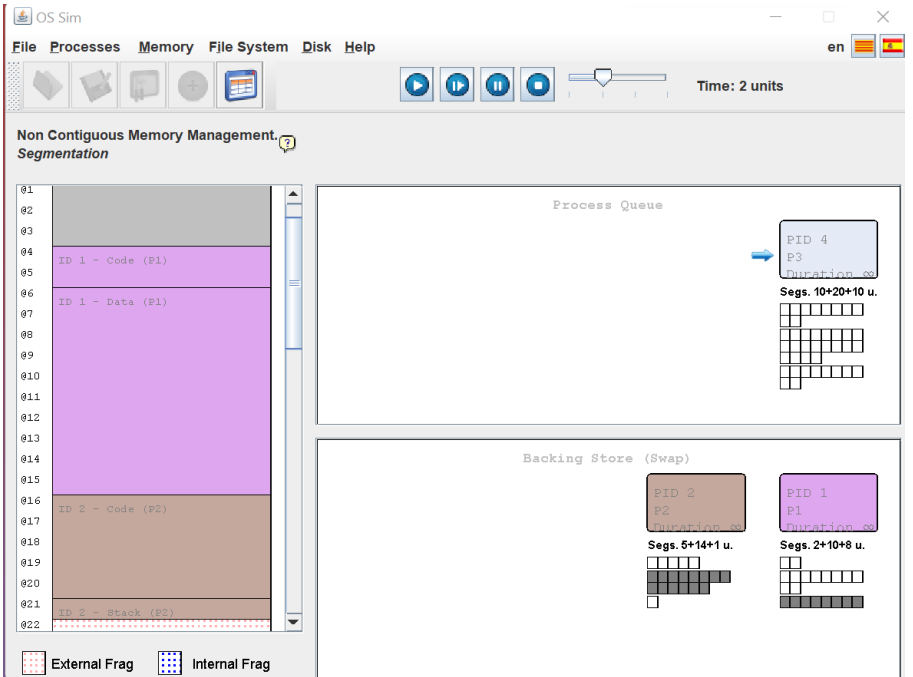 OS Sim
File Processes Memory File System Disk Help
en
Time: 2 units
Non Contiguous Memory Management.
?
Segmentation
@1
@2
@3
@4
@5
@6
@7
@8
@9
@10
@11
@12
@13
@14
@15
@16
@17
@18
@19
@20
@21
@22
ID 1 - Code (P1)
ID 1 - Data (P1)
ID 2 - Code (P2)
ID 2 - Stack (P2)
External Frag
Internal Frag
Process Queue
PID 4
P3
Duration ∞
Segs. 10+20+10 u.
Backing Store (Swap)
PID 2
P2
Duration ∞
Segs. 5+14+1 u.
PID 1
P1
Duration ∞
Segs. 2+10+8 u.